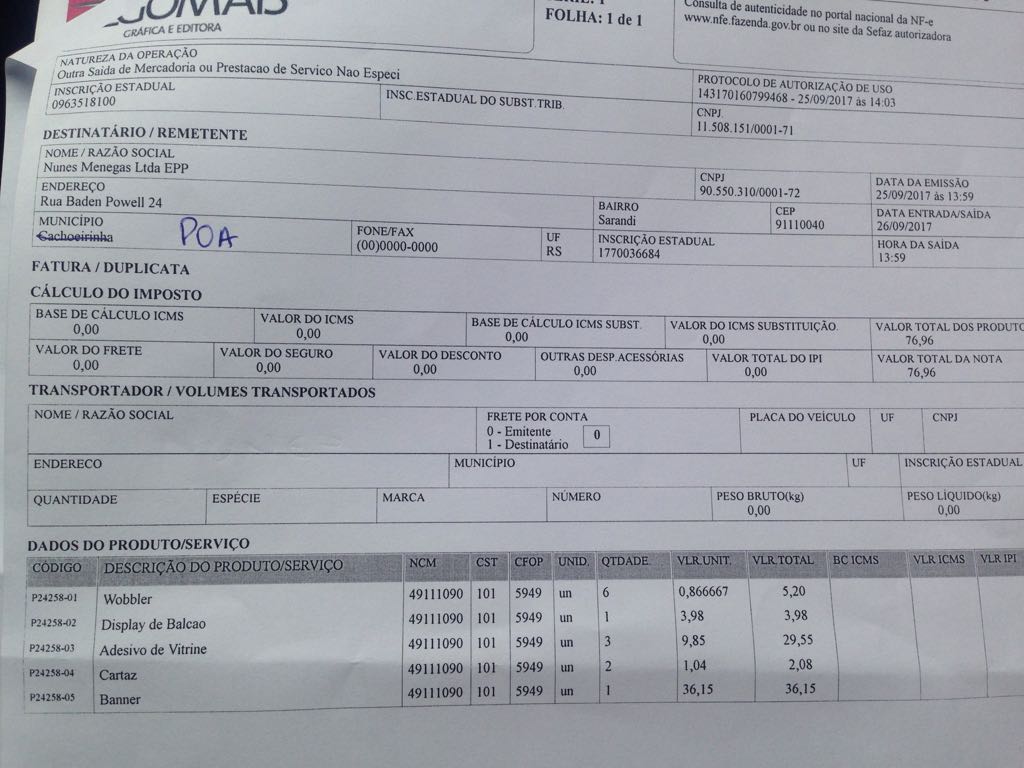 GRÁFICA E EDITORA
FOLHA: 1 de 1
Consulta de autenticidade no portal nacional da NF-e
www.nfe.fazenda.gov.br ou no site da Sefaz autorizadora
NATUREZA DA OPERAÇÃO
Outra Saida de Mercadoria ou Prestacao de Servico Nao Especi
PROTOCOLO DE AUTORIZAÇÃO DE USO
143170160799468 - 25/09/2017 às 14:03
INSCRIÇÃO ESTADUAL
0963518100
INSC.ESTADUAL DO SUBST.TRIB.
CNPJ.
11.508.151/0001-71
DESTINATÁRIO / REMETENTE
NOME / RAZÃO SOCIAL
Nunes Menegas Ltda EPP
CNPJ
90.550.310/0001-72
DATA DA EMISSÃO
25/09/2017 às 13:59
ENDEREÇO
Rua Baden Powell 24
BAIRRO
Sarandi
CEP
91110040
DATA ENTRADA/SAÍDA
26/09/2017
MUNICÍPIO
Cachoeirinha
POA
FONE/FAX
(00)0000-0000
UF
RS
INSCRIÇÃO ESTADUAL
1770036684
HORA DA SAÍDA
13:59
FATURA / DUPLICATA
CÁLCULO DO IMPOSTO
BASE DE CÁLCULO ICMS
0,00
VALOR DO ICMS
0,00
BASE DE CÁLCULO ICMS SUBST.
0,00
VALOR DO ICMS SUBSTITUIÇÃO.
0,00
VALOR TOTAL DOS PRODUTO
76,96
VALOR DO FRETE
0,00
VALOR DO SEGURO
0,00
VALOR DO DESCONTO
0,00
OUTRAS DESP.ACESSÓRIAS
0,00
VALOR TOTAL DO IPI
0,00
VALOR TOTAL DA NOTA
76,96
TRANSPORTADOR / VOLUMES TRANSPORTADOS
NOME / RAZÃO SOCIAL
FRETE POR CONTA
0 - Emitente
1 - Destinatário
0
PLACA DO VEÍCULO
UF
CNPJ
ENDERECO
MUNICÍPIO
UF
INSCRIÇÃO ESTADUAL
QUANTIDADE
ESPÉCIE
MARCA
NÚMERO
PESO BRUTO(kg)
0,00
PESO LÍQUIDO(kg)
0,00
DADOS DO PRODUTO/SERVIÇO
CÓDIGO DESCRIÇÃO DO PRODUTO/SERVIÇO NCM CST CFOP UNID. QTDADE. VLR.UNIT. VLR.TOTAL BC ICMS VLR ICMS VLR IPI
P24258-01 Wobbler 49111090 101 5949 un 6 0,866667 5,20
P24258-02 Display de Balcao 49111090 101 5949 un 1 3,98 3,98
P24258-03 Adesivo de Vitrine 49111090 101 5949 un 3 9,85 29,55
P24258-04 Cartaz 49111090 101 5949 un 2 1,04 2,08
P24258-05 Banner 49111090 101 5949 un 1 36,15 36,15